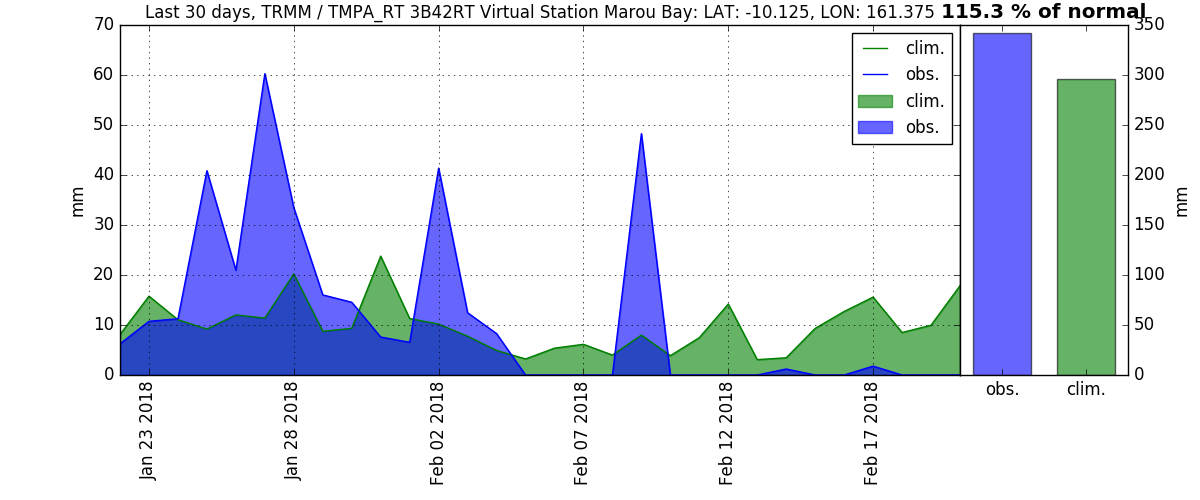 Last 30 days, TRMM / TMPA_RT 3B42RT Virtual Station Marou Bay: LAT: -10.125, LON: 161.375 115.3 % of normal
70
60
50
40
30
20
10
0
mm
clim.
obs.
clim.
obs.
Jan 23 2018
Jan 28 2018
Feb 02 2018
Feb 07 2018
Feb 12 2018
Feb 17 2018
350
300
250
200
150
100
50
0
mm
obs.
clim.